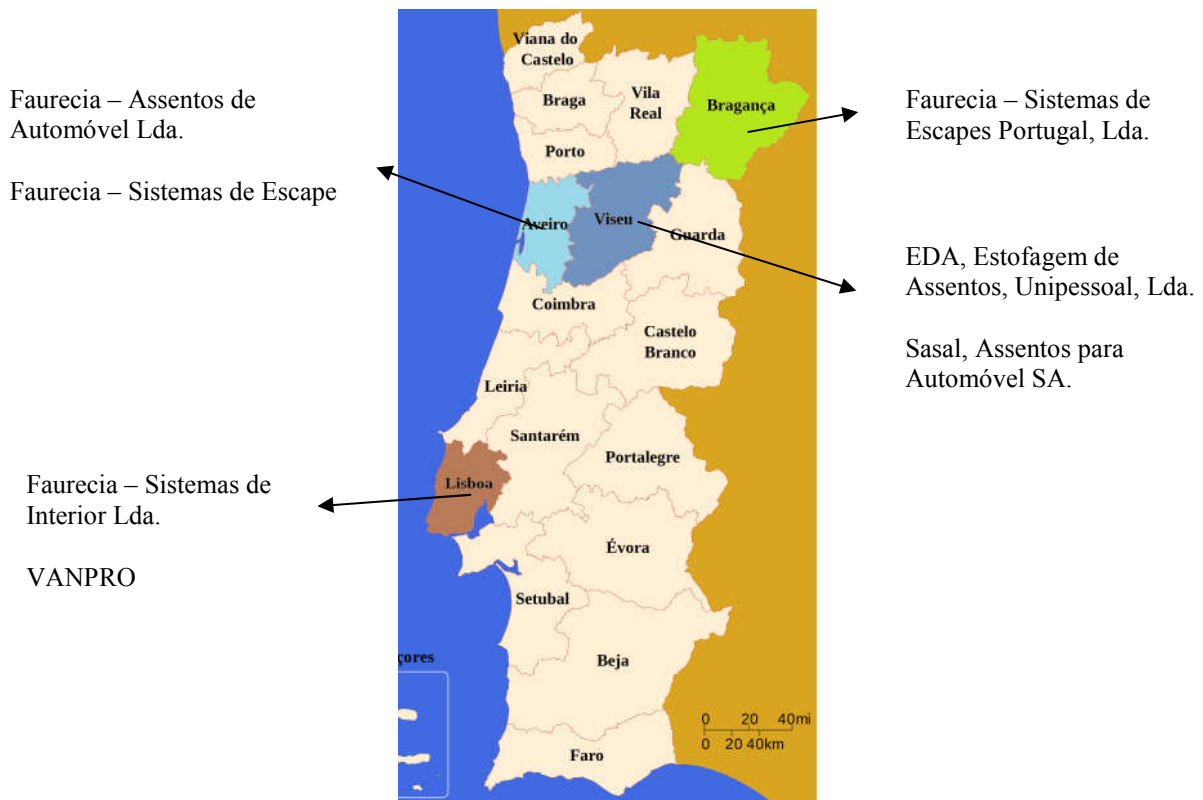 Faurecia – Assentos de
Automóvel Lda.
Faurecia – Sistemas de Escape
Faurecia – Sistemas de
Interior Lda.
VANPRO
Viana do
Castelo
Braga
Vila
Real
Bragança
Porto
Aveiro
Viseu
Guarda
Coimbra
Castelo
Branco
Leiria
Santarém
Portalegre
Lisboa
Évora
Setubal
Beja
Faro
çores
0 20 40mi
0 20 40km
Faurecia – Sistemas de
Escapes Portugal, Lda.
EDA, Estofagem de
Assentos, Unipessoal, Lda.
Sasal, Assentos para
Automóvel SA.